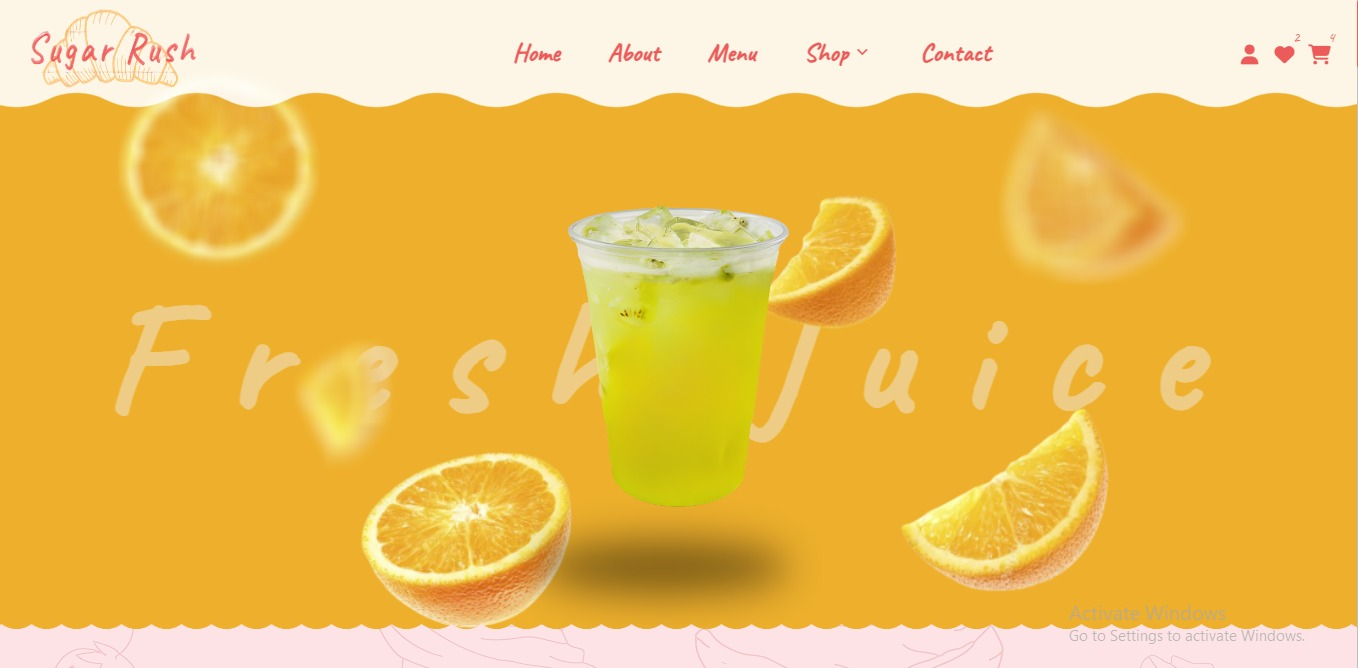 Sugar Rush
Home About Menu Shop Contact
2 4
Fresh Juice
Activate Windows
Go to Settings to activate Windows.